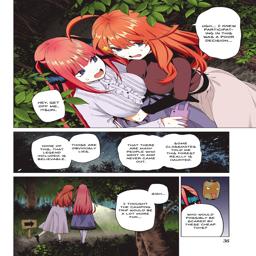 UGH... I KNEW
PARTICIPAT-
ING IN THIS
WAS A POOR
DECISION...
HEY, GET
OFF ME,
ITSUKI.
SOME
CLASSMATES
TOLD ME
THIS FOREST
REALLY IS
HAUNTED.
THAT THERE
ARE MANY
PEOPLE WHO
WENT IN AND
NEVER CAME
OUT.
THOSE ARE
OBVIOUSLY
LIES.
NONE OF
THIS, THAT
LEGEND
INCLUDED, IS
BELIEVABLE.
WHO WOULD
POSSIBLY BE
SCARED BY
THESE CHEAP
TRICKS?
SIGH...
I THOUGHT
THE CAMPING
TRIP WOULD BE
A LOT MORE
FUN...
36